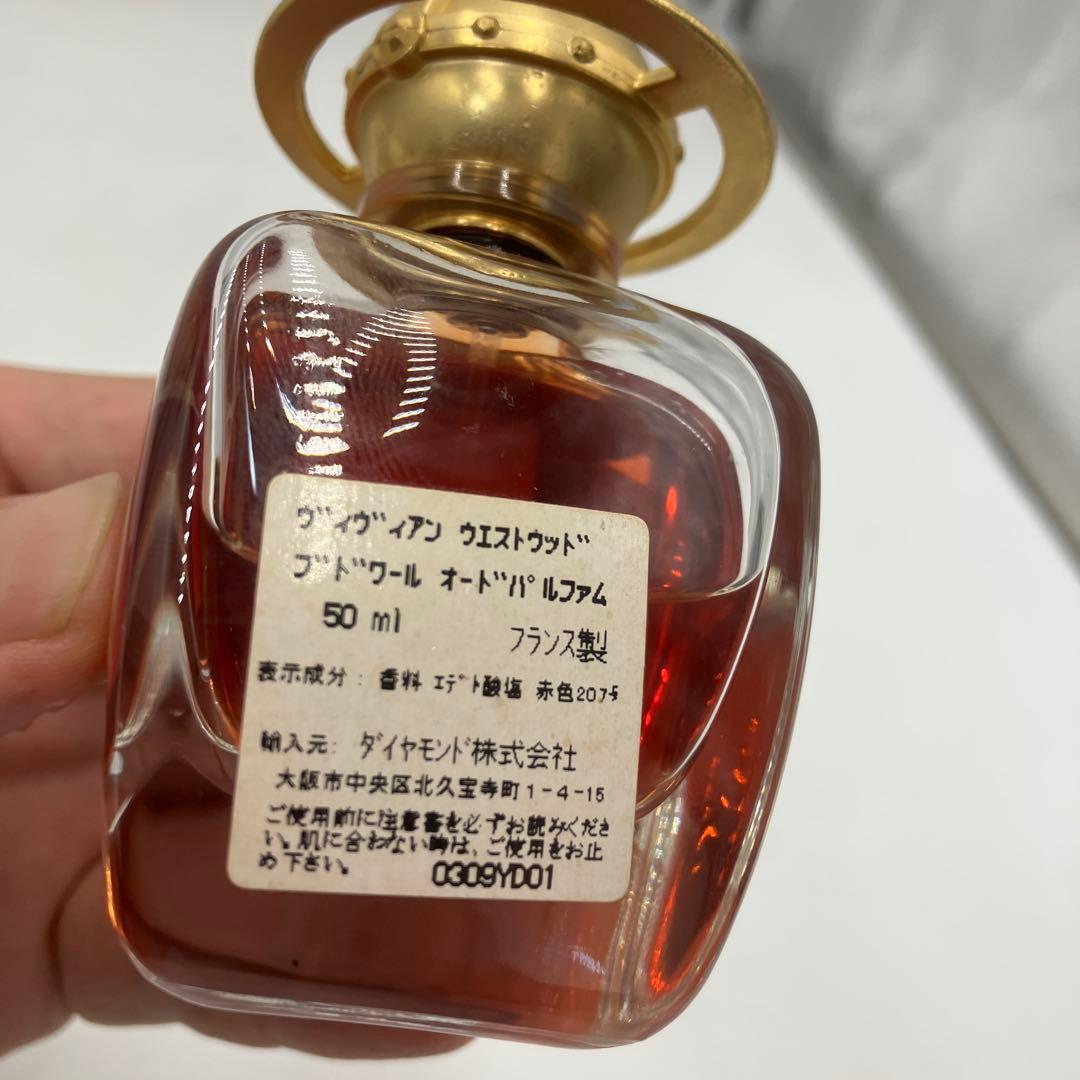 ヴィヴィアン ウエストウッド
ブドワール オードパルファム
50 ml
フランス製
表示成分: 香料 エデト酸塩 赤色207号
輸入元: ダイヤモンド株式会社
大阪市中央区北久宝寺町1-4-15
ご使用前に注意書を必ずお読みくださ
い。肌に合わない時は、ご使用をお止
め下さい。
0309YD01